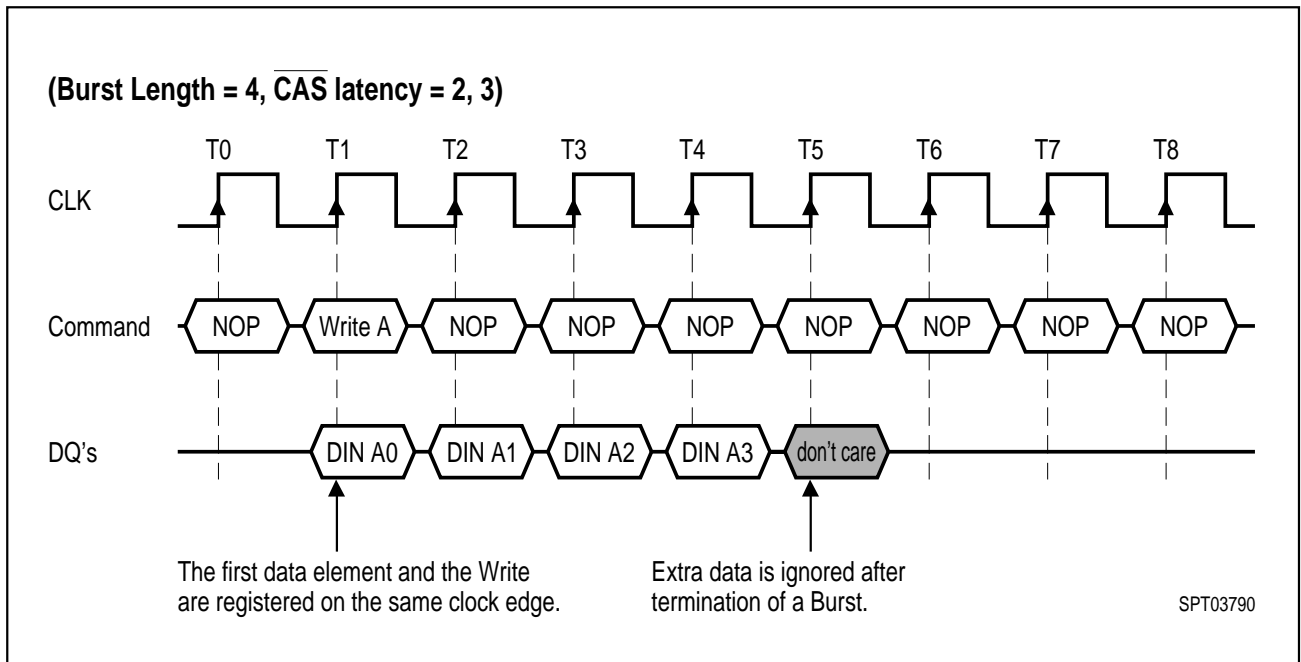 (Burst Length = 4, CAS latency = 2, 3)
T0 T1 T2 T3 T4 T5 T6 T7 T8
CLK
Command NOP Write A NOP NOP NOP NOP NOP NOP NOP
DQ's DIN A0 DIN A1 DIN A2 DIN A3 don't care
The first data element and the Write
are registered on the same clock edge.
Extra data is ignored after
termination of a Burst.
SPT03790